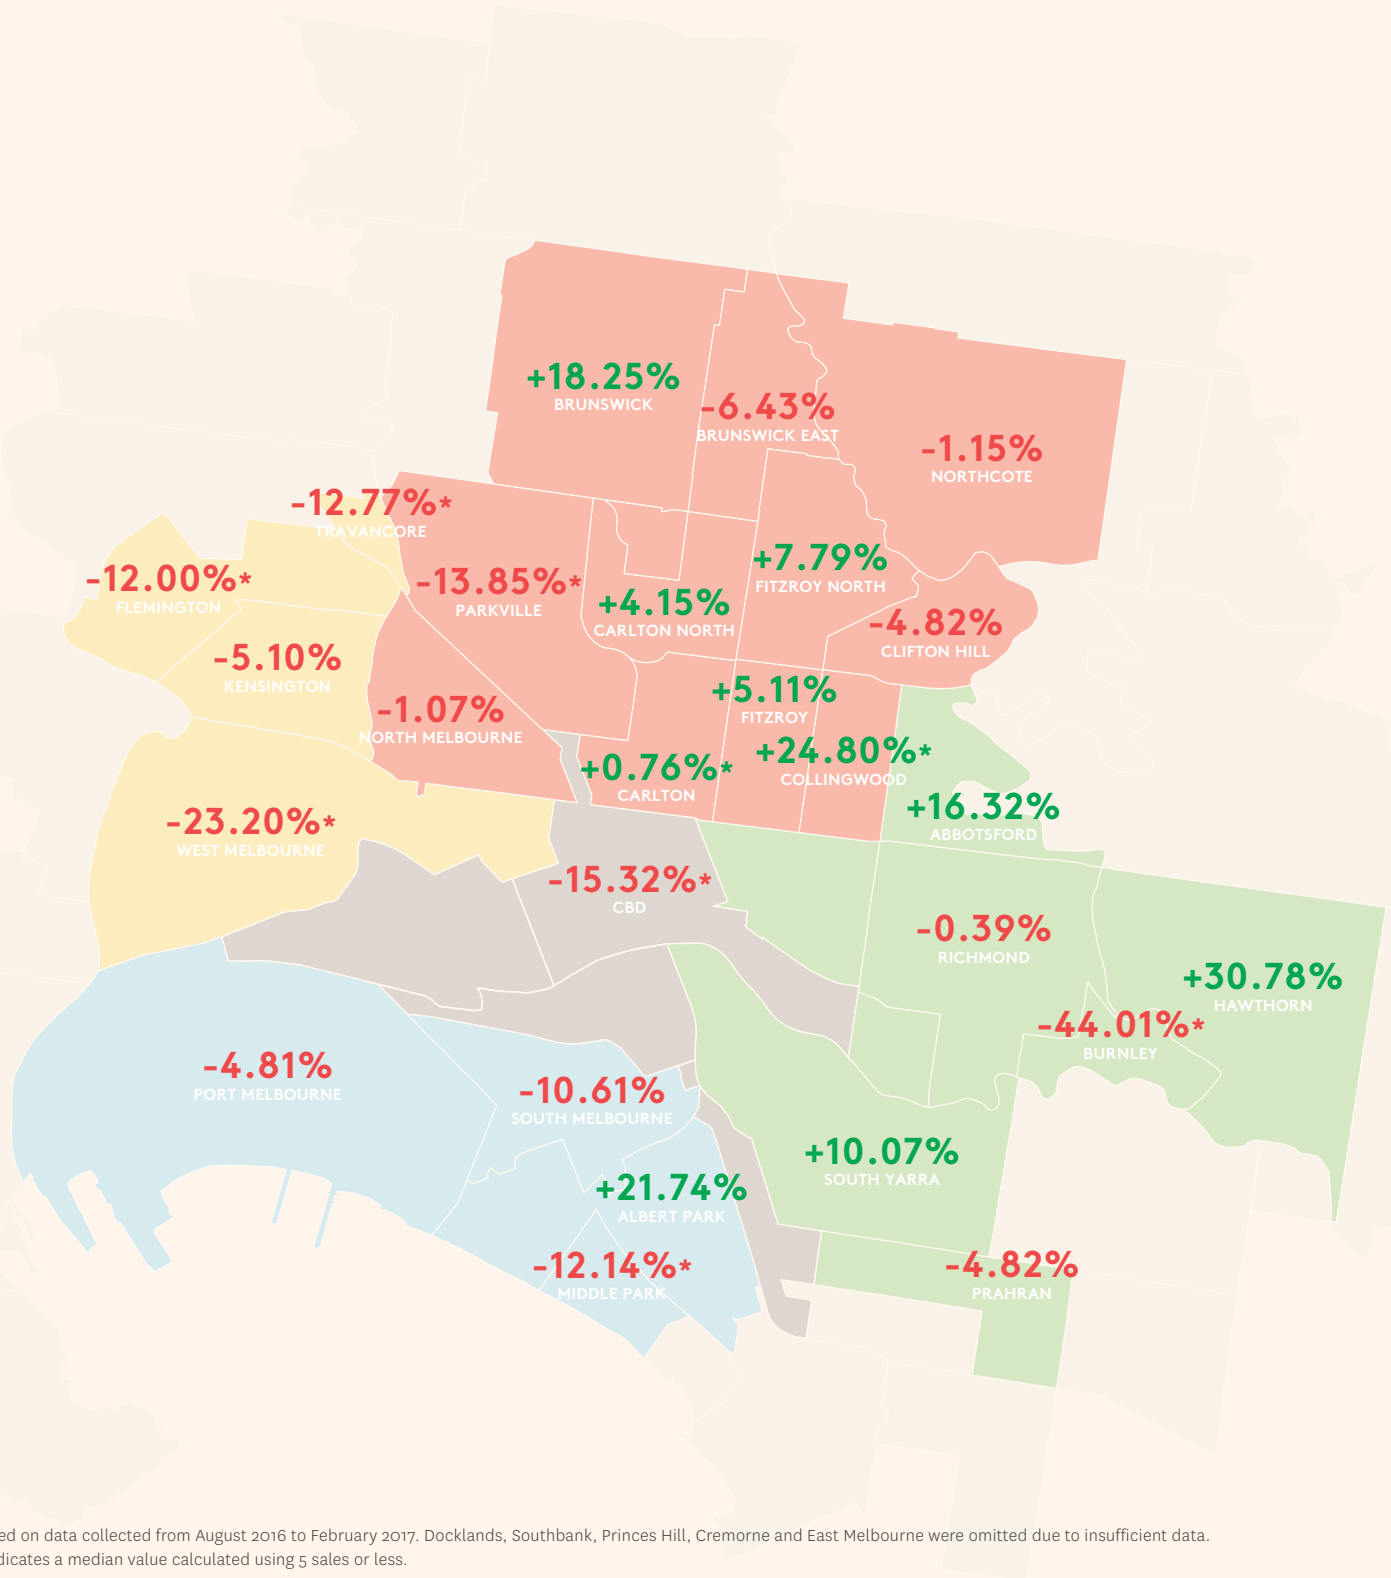 +18.25%
BRUNSWICK
-6.43%
BRUNSWICK EAST
-1.15%
NORTHCOTE
-12.77%*
TRAVANCORE
-12.00%*
FLEMINGTON
-13.85%*
PARKVILLE
+4.15%
CARLTON NORTH
+7.79%
FITZROY NORTH
-4.82%
CLIFTON HILL
-5.10%
KENSINGTON
-1.07%
NORTH MELBOURNE
+5.11%
FITZROY
+24.80%*
COLLINGWOOD
+0.76%*
CARLTON
+16.32%
ABBOTSFORD
-23.20%*
WEST MELBOURNE
-15.32%*
CBD
-0.39%
RICHMOND
+30.78%
HAWTHORN
-44.01%*
BURNLEY
-4.81%
PORT MELBOURNE
-10.61%
SOUTH MELBOURNE
+10.07%
SOUTH YARRA
+21.74%
ALBERT PARK
-12.14%*
MIDDLE PARK
-4.82%
PRAHRAN
on data collected from August 2016 to February 2017. Docklands, Southbank, Princes Hill, Cremorne and East Melbourne were omitted due to insufficient data.
a median value calculated using 5 sales or less.